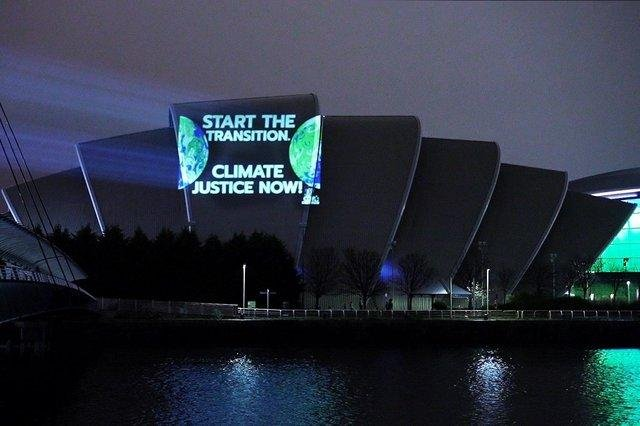 START THE
TRANSITION.
CLIMATE
JUSTICE NOW!